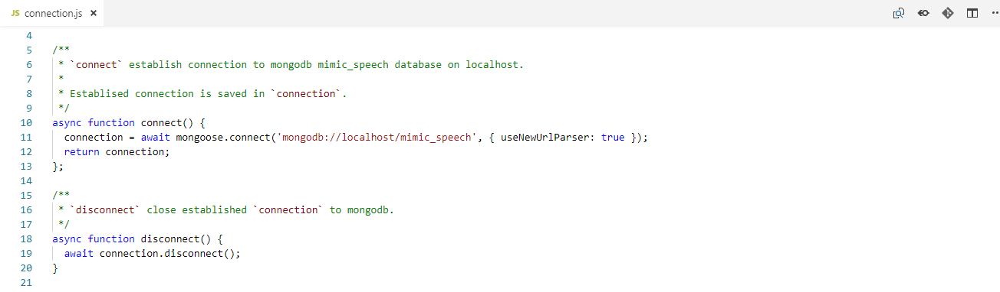 JS connection.js ×
4
5 /**
6 * `connect` establish connection to mongodb mimic_speech database on localhost.
7 *
8 * Establised connection is saved in `connection`.
9 */
10 async function connect() {
11 connection = await mongoose.connect('mongodb://localhost/mimic_speech', { useNewUrlParser: true });
12 return connection;
13 };
14
15 /**
16 * `disconnect` close established `connection` to mongodb.
17 */
18 async function disconnect() {
19 await connection.disconnect();
20 }
21